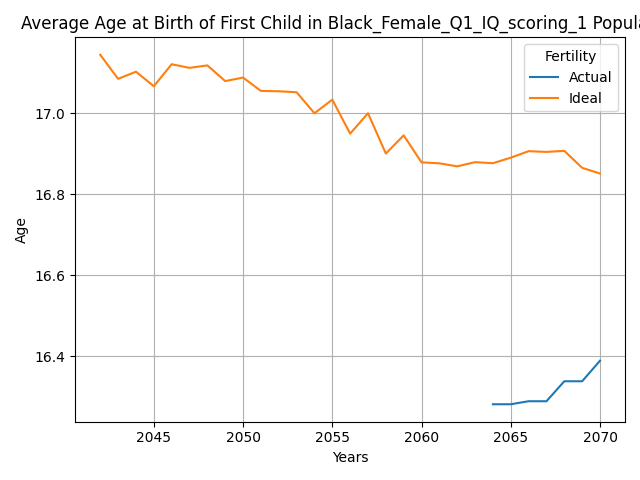 Average Age at Birth of First Child in Black_Female_Q1_IQ_scoring_1 Popula
Fertility
Actual
Ideal
17.0
16.8
16.6
16.4
Age
2045 2050 2055 2060 2065 2070
Years